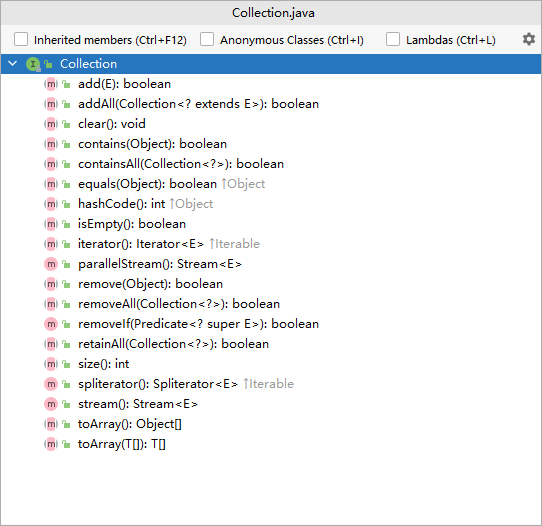 Collection.java
Inherited members (Ctrl+F12) Anonymous Classes (Ctrl+I) Lambdas (Ctrl+L)
I Collection
m add(E): boolean
m addAll(Collection<? extends E>): boolean
m clear(): void
m contains(Object): boolean
m containsAll(Collection<?>): boolean
m equals(Object): boolean ↑Object
m hashCode(): int ↑Object
m isEmpty(): boolean
m iterator(): Iterator<E> ↑Iterable
m parallelStream(): Stream<E>
m remove(Object): boolean
m removeAll(Collection<?>): boolean
m removeIf(Predicate<? super E>): boolean
m retainAll(Collection<?>): boolean
m size(): int
m spliterator(): Spliterator<E> ↑Iterable
m stream(): Stream<E>
m toArray(): Object[]
m toArray(T[]): T[]